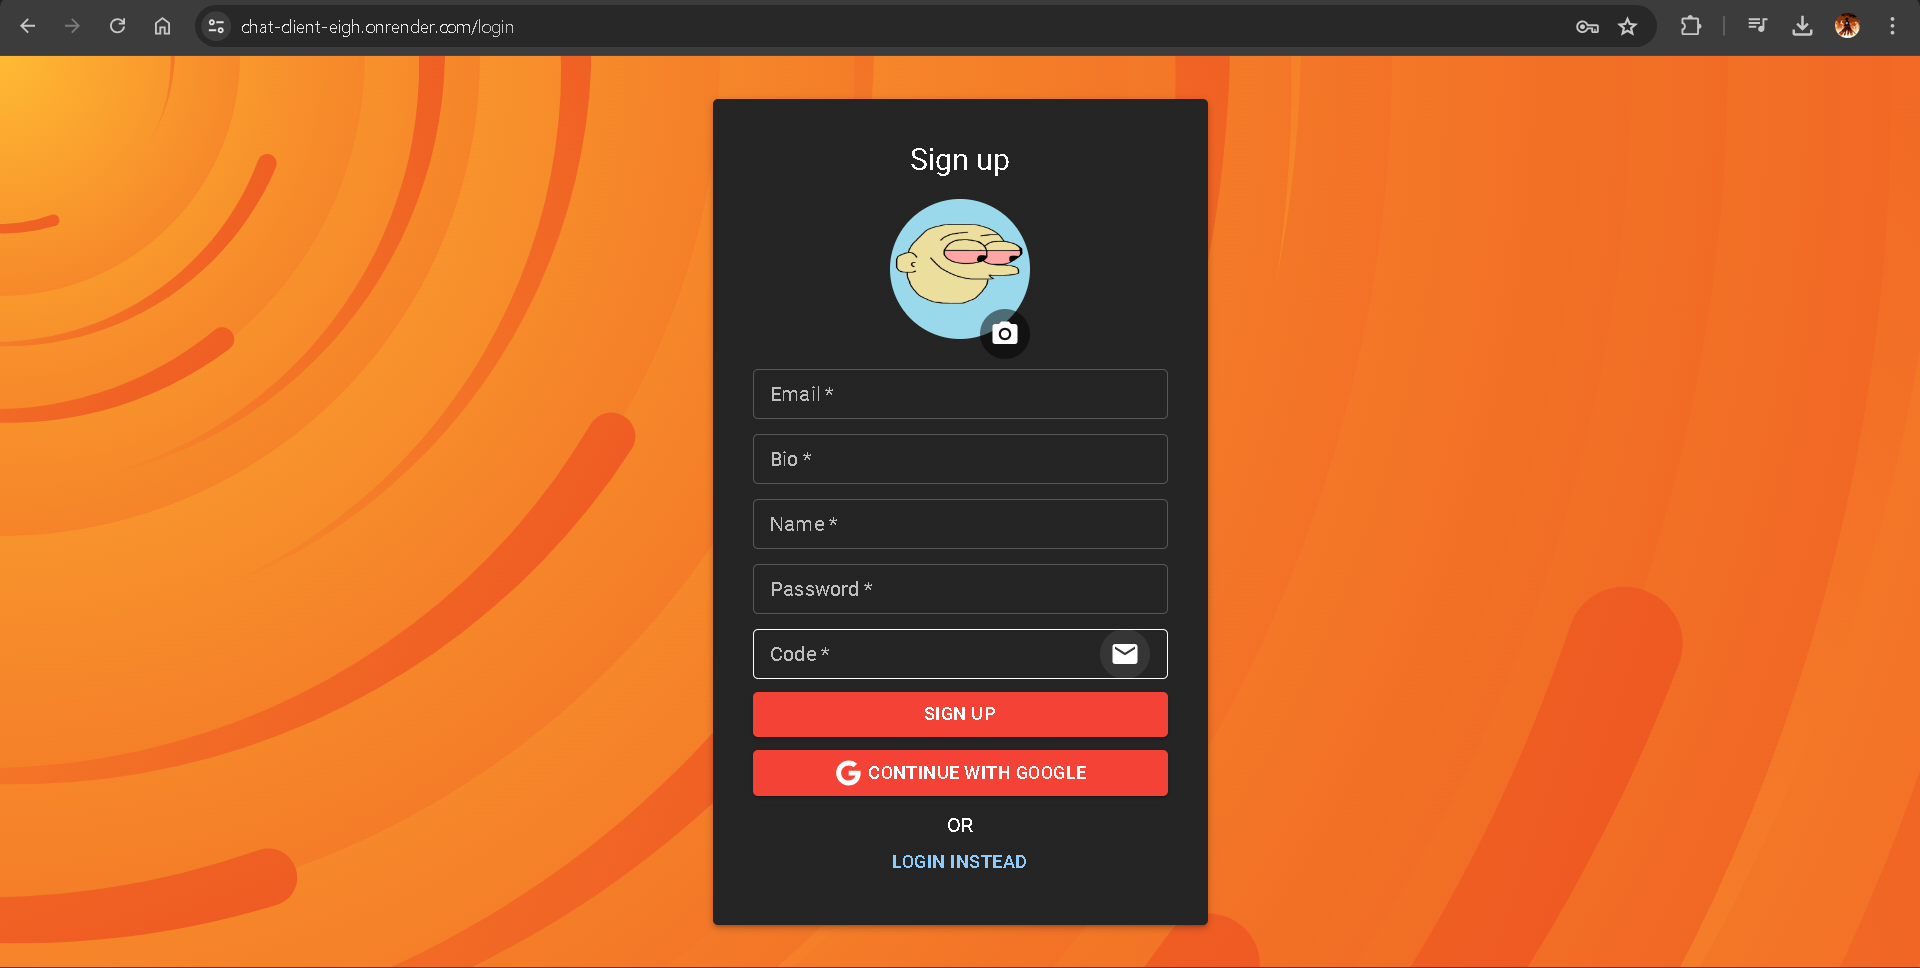 chat-client-eigh.onrender.com/login
Sign up
Email *
Bio *
Name *
Password *
Code *
SIGN UP
CONTINUE WITH GOOGLE
OR
LOGIN INSTEAD